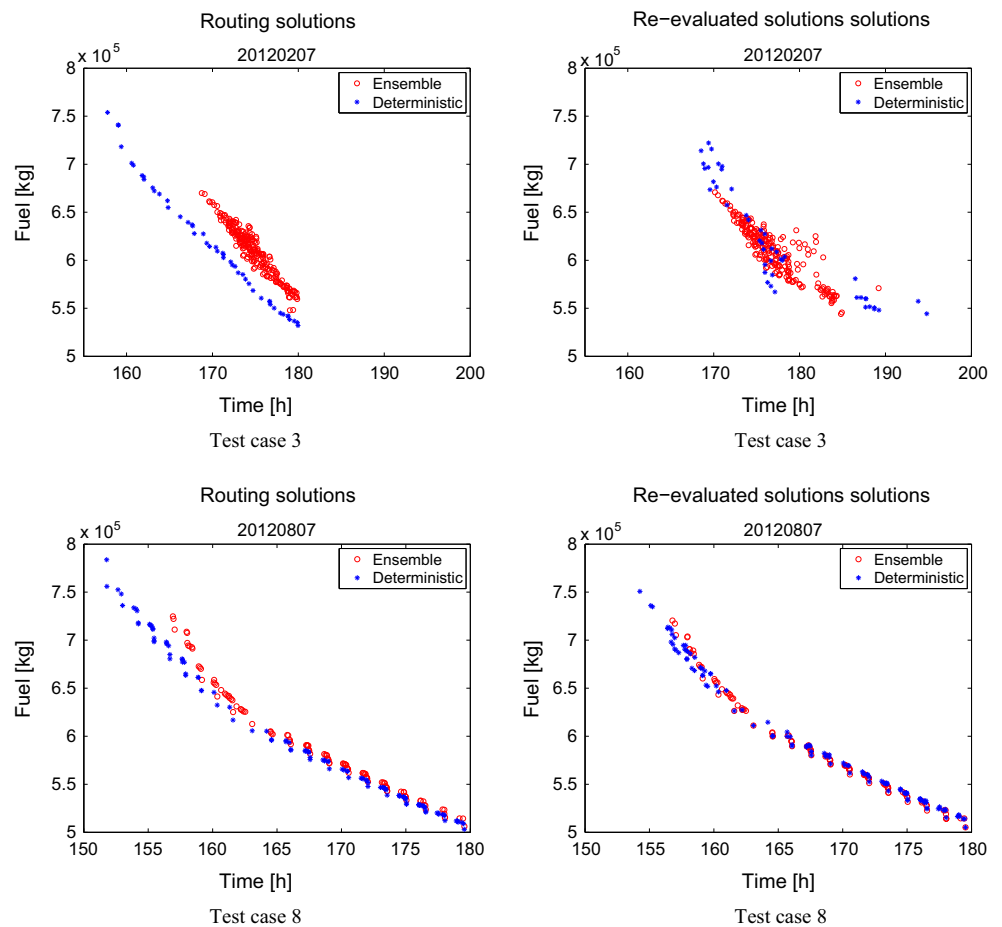 Routing solutions
20120207
x 10^5
Ensemble
Deterministic
8
7.5
7
6.5
6
5.5
5
Fuel [kg]
160 170 180 190 200
Time [h]
Test case 3
Re-evaluated solutions solutions
20120207
x 10^5
Ensemble
Deterministic
8
7.5
7
6.5
6
5.5
5
Fuel [kg]
160 170 180 190 200
Time [h]
Test case 3
Routing solutions
20120807
x 10^5
Ensemble
Deterministic
8
7.5
7
6.5
6
5.5
5
Fuel [kg]
150 155 160 165 170 175 180
Time [h]
Test case 8
Re-evaluated solutions solutions
20120807
x 10^5
Ensemble
Deterministic
8
7.5
7
6.5
6
5.5
5
Fuel [kg]
150 155 160 165 170 175 180
Time [h]
Test case 8